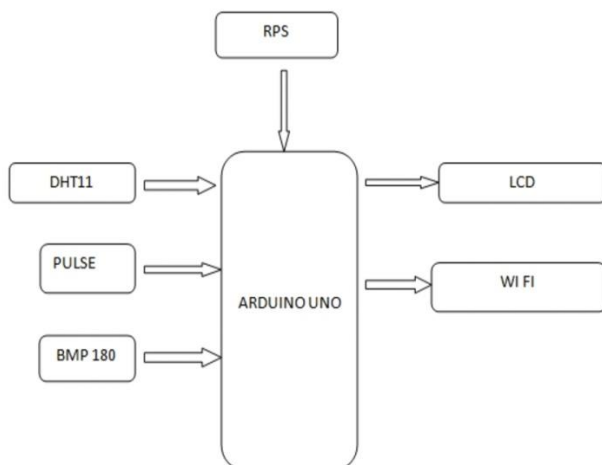 RPS
DHT11
LCD
PULSE
WI FI
ARDUINO UNO
BMP 180